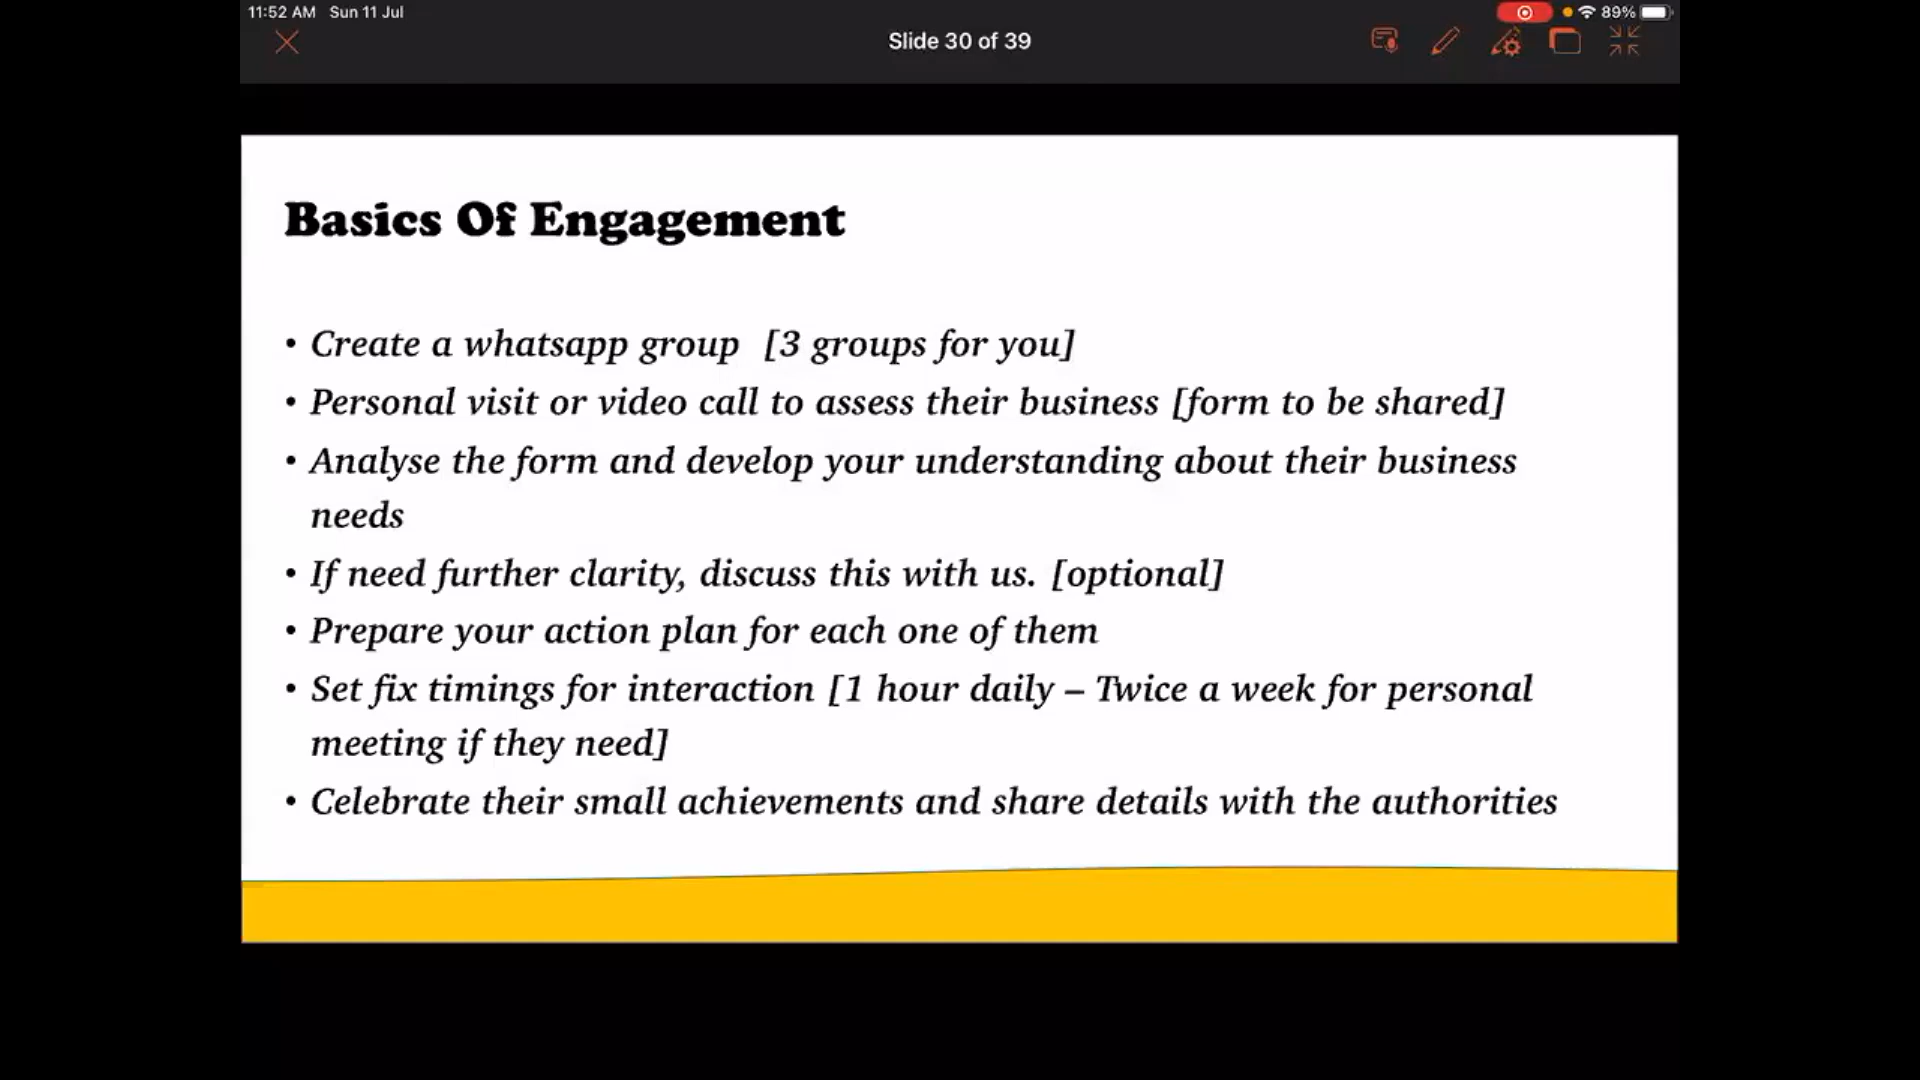 11:52 AM Sun 11 Jul
89%
Slide 30 of 39
Basics Of Engagement
• Create a whatsapp group [3 groups for you]
• Personal visit or video call to assess their business [form to be shared]
• Analyse the form and develop your understanding about their business
needs
• If need further clarity, discuss this with us. [optional]
• Prepare your action plan for each one of them
• Set fix timings for interaction [1 hour daily – Twice a week for personal
meeting if they need]
• Celebrate their small achievements and share details with the authorities